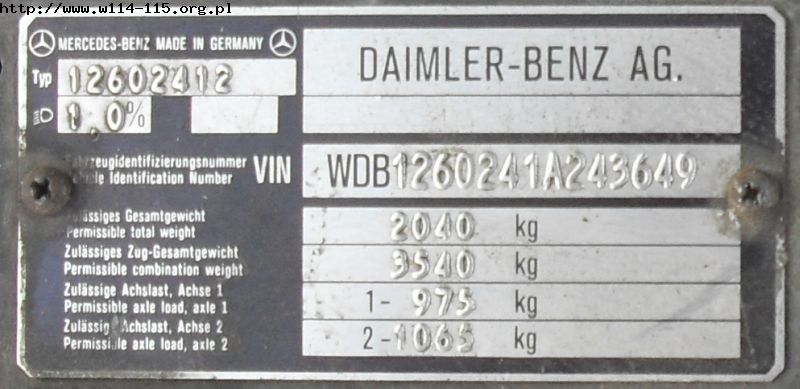 http://www.w114-115.org.pl
MERCEDES-BENZ MADE IN GERMANY
Typ 12602412
DAIMLER-BENZ AG.
1,0%
Fahrzeugidentifizierungsnummer
Vehicle Identification Number
VIN WDB1260241A243649
Zulässiges Gesamtgewicht
Permissible total weight
2040 kg
Zulässiges Zug-Gesamtgewicht
Permissible combination weight
3540 kg
Zulässige Achslast, Achse 1
Permissible axle load, axle 1
1- 975 kg
Zulässige Achslast, Achse 2
Permissible axle load, axle 2
2-1065 kg